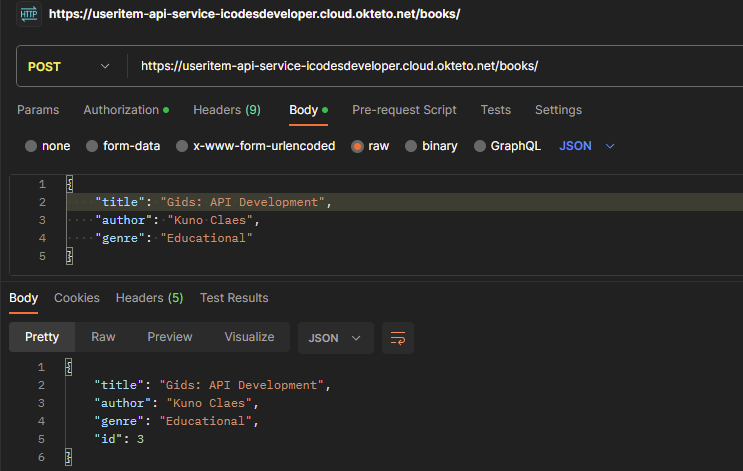 HTTP https://useritem-api-service-icodesdeveloper.cloud.okteto.net/books/
POST https://useritem-api-service-icodesdeveloper.cloud.okteto.net/books/
Params Authorization Headers (9) Body Pre-request Script Tests Settings
none form-data x-www-form-urlencoded raw binary GraphQL JSON
1 {
2 "title": "Gids: API Development",
3 "author": "Kuno Claes",
4 "genre": "Educational"
5 }
Body Cookies Headers (5) Test Results
Pretty Raw Preview Visualize JSON
1 {
2 "title": "Gids: API Development",
3 "author": "Kuno Claes",
4 "genre": "Educational",
5 "id": 3
6 }